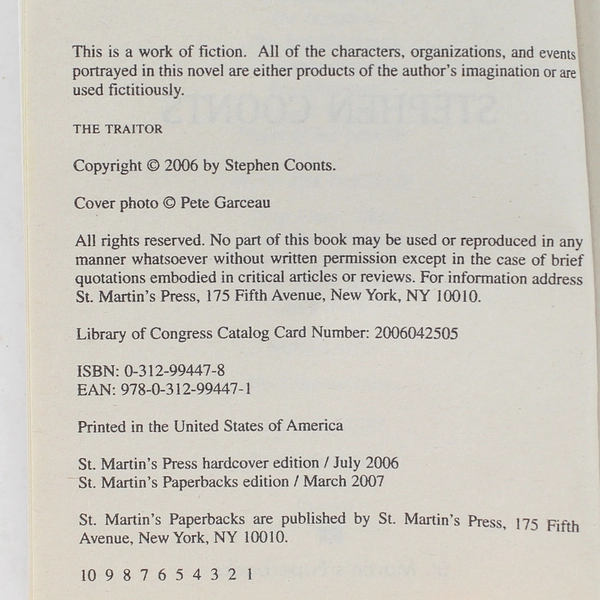 This is a work of fiction. All of the characters, organizations, and events
portrayed in this novel are either products of the author's imagination or are
used fictitiously.
THE TRAITOR
Copyright © 2006 by Stephen Coonts.
Cover photo © Pete Garceau
All rights reserved. No part of this book may be used or reproduced in any
manner whatsoever without written permission except in the case of brief
quotations embodied in critical articles or reviews. For information address
St. Martin's Press, 175 Fifth Avenue, New York, NY 10010.
Library of Congress Catalog Card Number: 2006042505
ISBN: 0-312-99447-8
EAN: 978-0-312-99447-1
Printed in the United States of America
St. Martin's Press hardcover edition / July 2006
St. Martin's Paperbacks edition / March 2007
St. Martin's Paperbacks are published by St. Martin's Press, 175 Fifth
Avenue, New York, NY 10010.
10 9 8 7 6 5 4 3 2 1